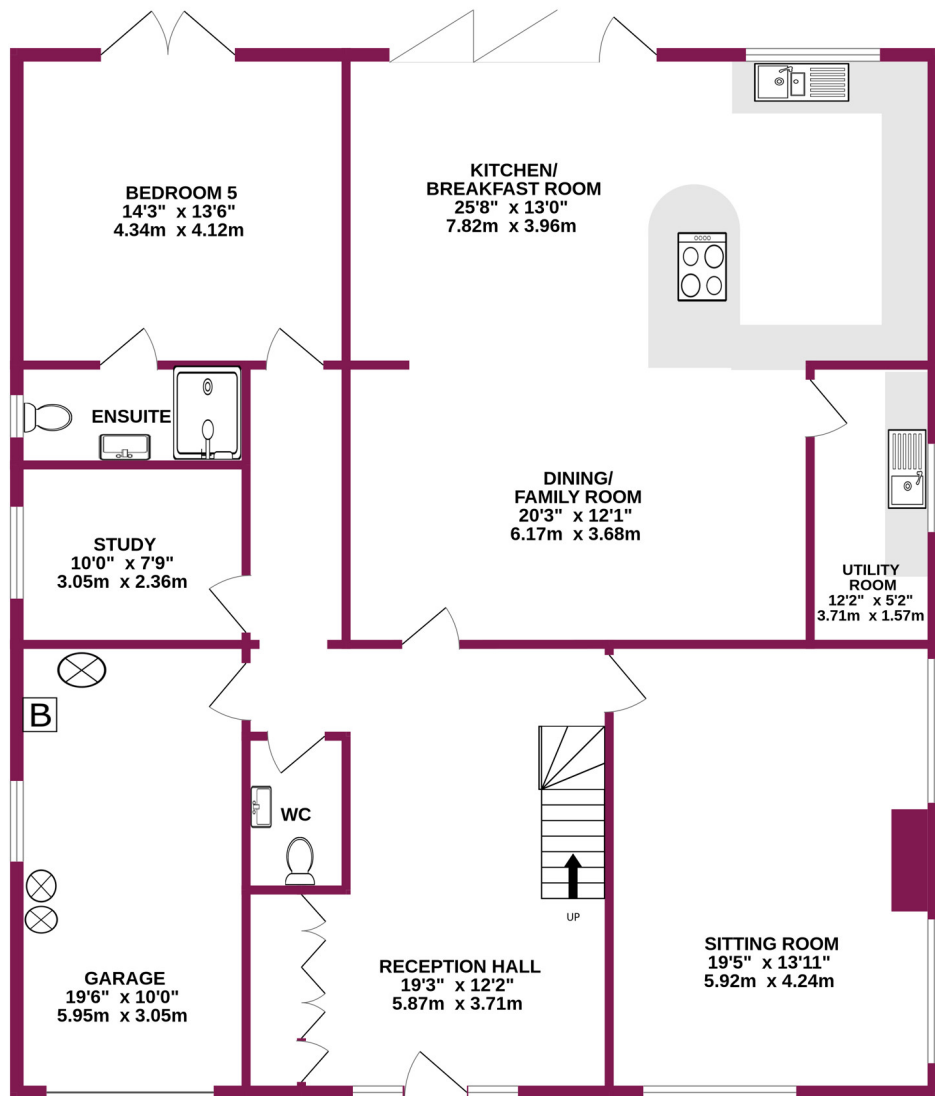 KITCHEN/
BREAKFAST ROOM
25'8" x 13'0"
7.82m x 3.96m
BEDROOM 5
14'3" x 13'6"
4.34m x 4.12m
ENSUITE
DINING/
FAMILY ROOM
20'3" x 12'1"
6.17m x 3.68m
STUDY
10'0" x 7'9"
3.05m x 2.36m
UTILITY
ROOM
12'2" x 5'2"
3.71m x 1.57m
B
WC
UP
SITTING ROOM
19'5" x 13'11"
5.92m x 4.24m
RECEPTION HALL
19'3" x 12'2"
5.87m x 3.71m
GARAGE
19'6" x 10'0"
5.95m x 3.05m